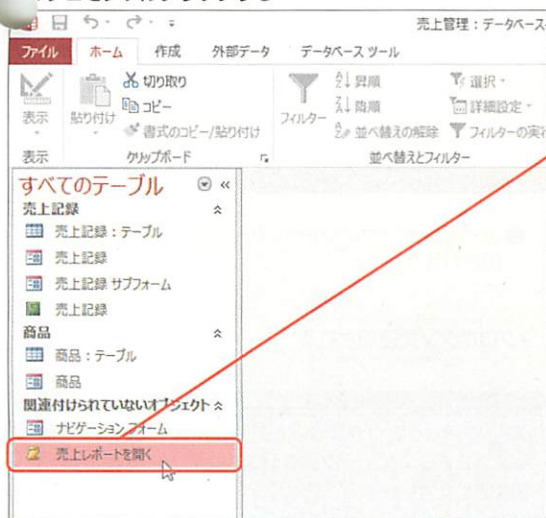 売上管理：データベース
ファイル ホーム 作成 外部データ データベース ツール
表示
貼り付け
切り取り
コピー
書式のコピー/貼り付け
フィルター
昇順
降順
並べ替えの解除
選択
詳細設定
フィルターの実行
表示 クリップボード 並べ替えとフィルター
すべてのテーブル
売上記録
売上記録：テーブル
売上記録
売上記録 サブフォーム
売上記録
商品
商品：テーブル
商品
関連付けられていないオブジェクト
ナビゲーション フォーム
売上レポートを開く